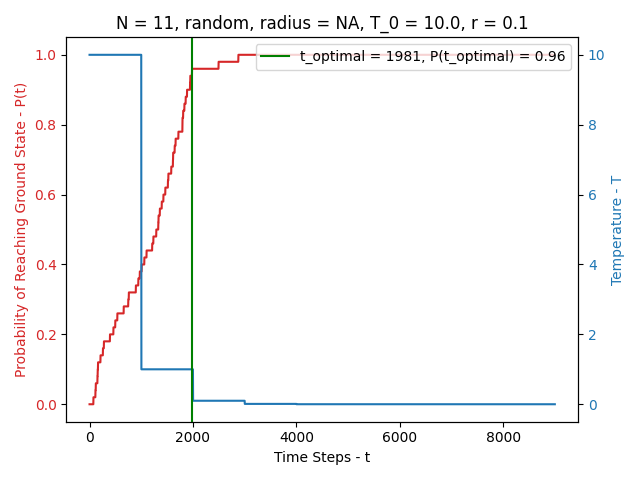 N = 11, random, radius = NA, T_0 = 10.0, r = 0.1
t_optimal = 1981, P(t_optimal) = 0.96
Probability of Reaching Ground State - P(t)
1.0
0.8
0.6
0.4
0.2
0.0
10
8
6
4
2
0
Temperature - T
0 2000 4000 6000 8000
Time Steps - t